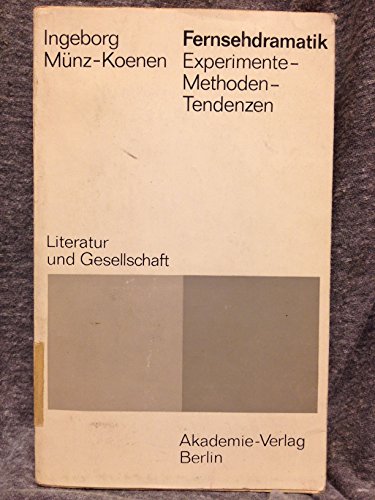 Ingeborg
Münz-Koenen
Fernsehdramatik
Experimente-
Methoden-
Tendenzen
Literatur
und Gesellschaft
Akademie-Verlag
Berlin